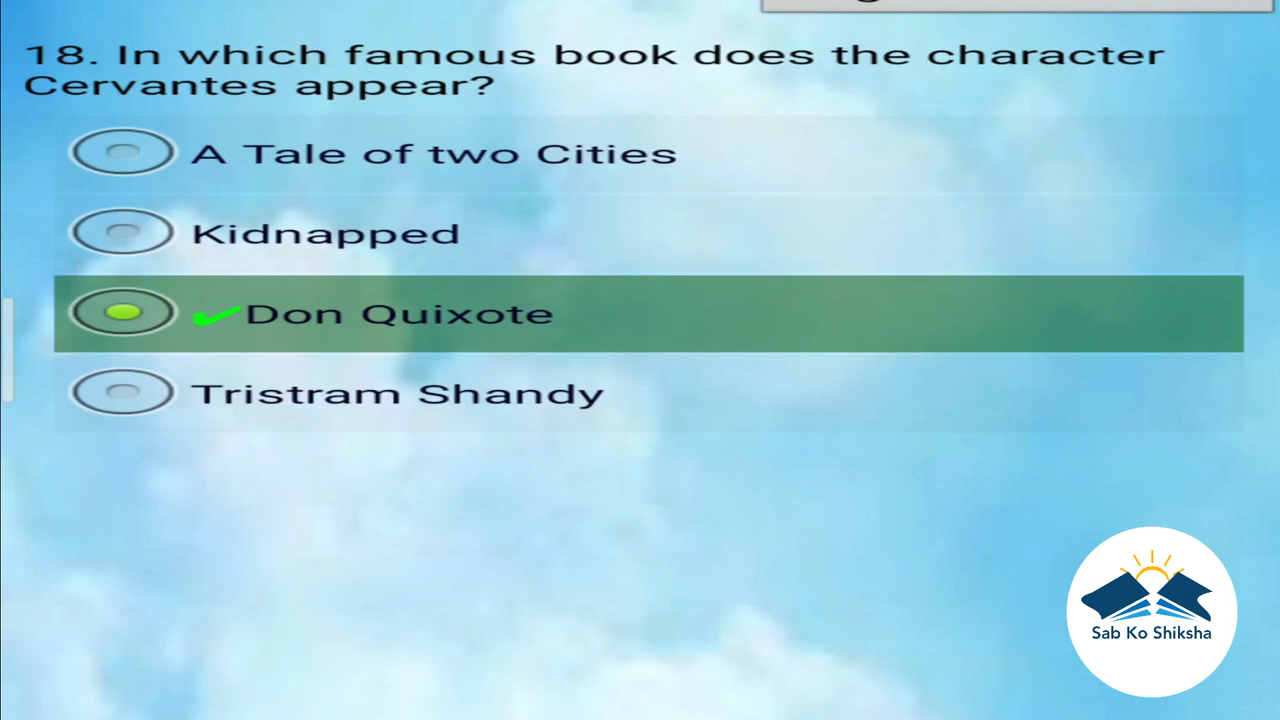 18. In which famous book does the character
Cervantes appear?
A Tale of two Cities
Kidnapped
Don Quixote
Tristram Shandy
Sab Ko Shiksha